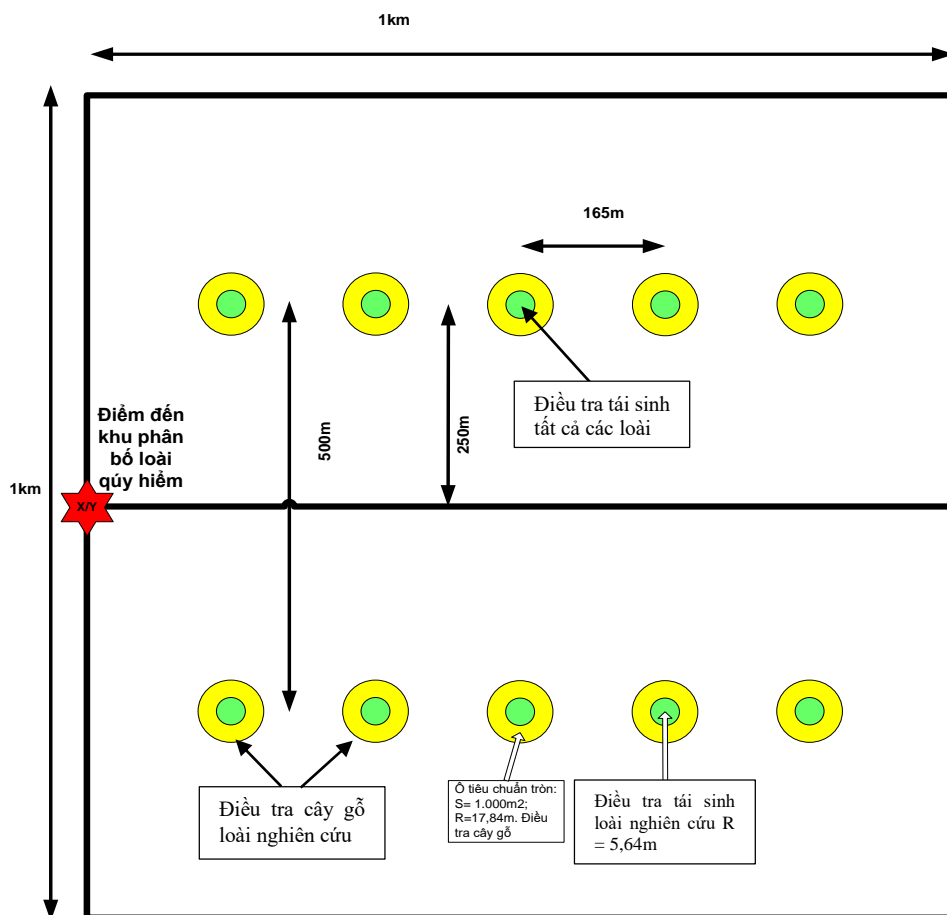 1km
165m
Điều tra tái sinh
tất cả các loài
250m
500m
Điểm đến
khu phân
bố loài
qúy hiếm
1km
X/Y
Điều tra cây gỗ
loài nghiên cứu
Ô tiêu chuẩn tròn:
S= 1.000m2;
R=17,84m. Điều
tra cây gỗ
Điều tra tái sinh
loài nghiên cứu R
= 5,64m